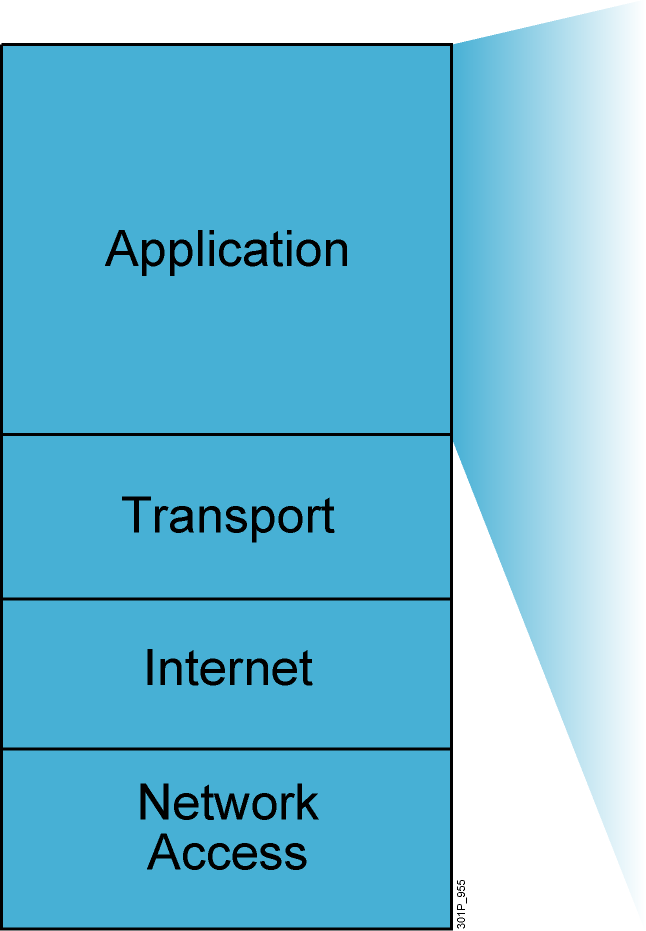 Application
Transport
Internet
Network
Access
301P_955